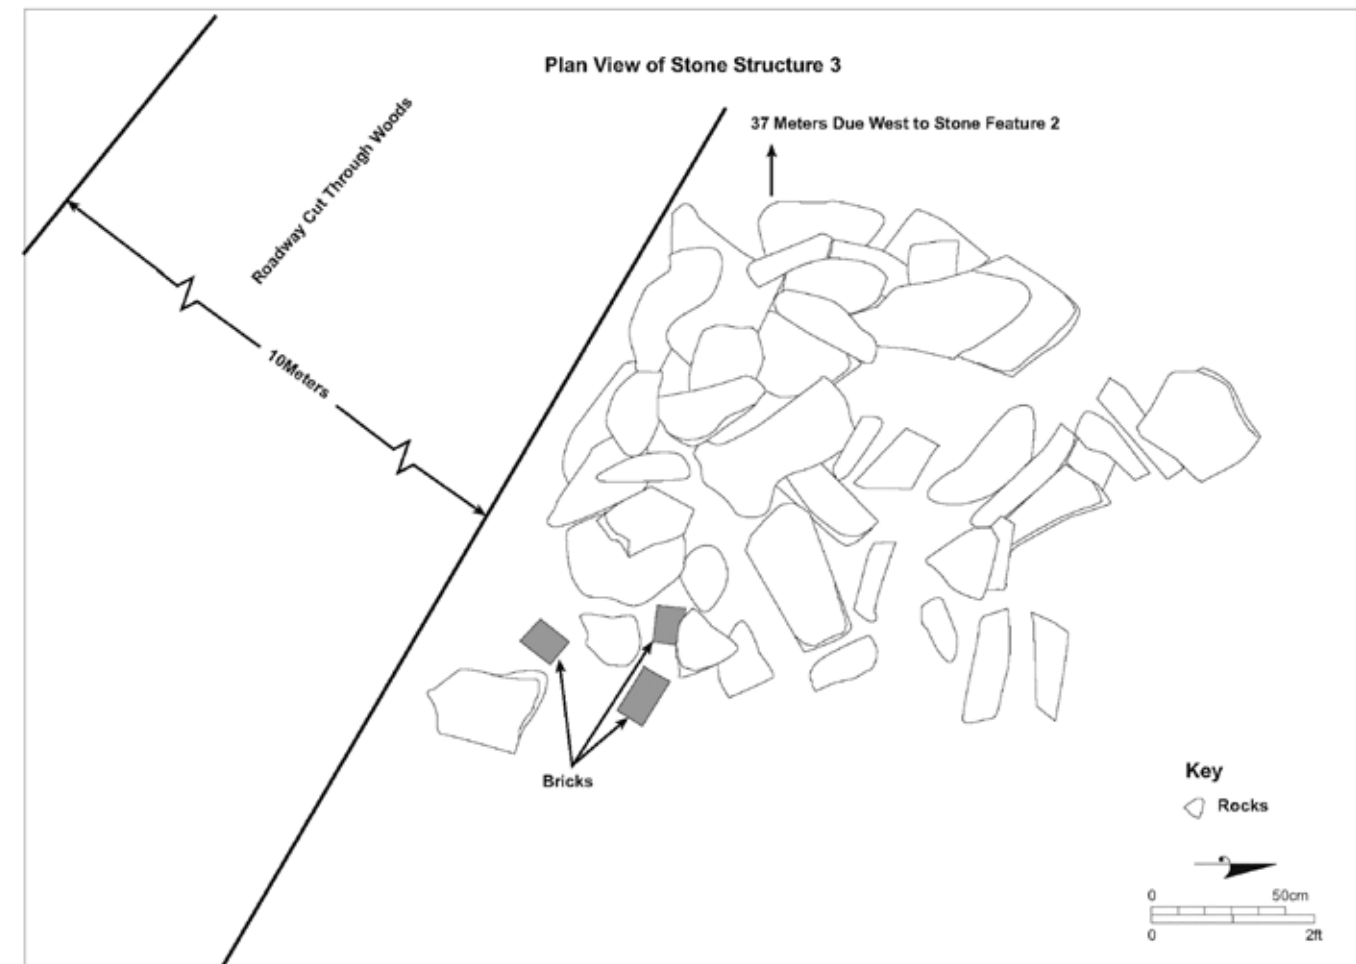 Plan View of Stone Structure 3
37 Meters Due West to Stone Feature 2
Roadway Cut Through Woods
10Meters
Bricks
Key
Rocks
0 50cm
0 2ft